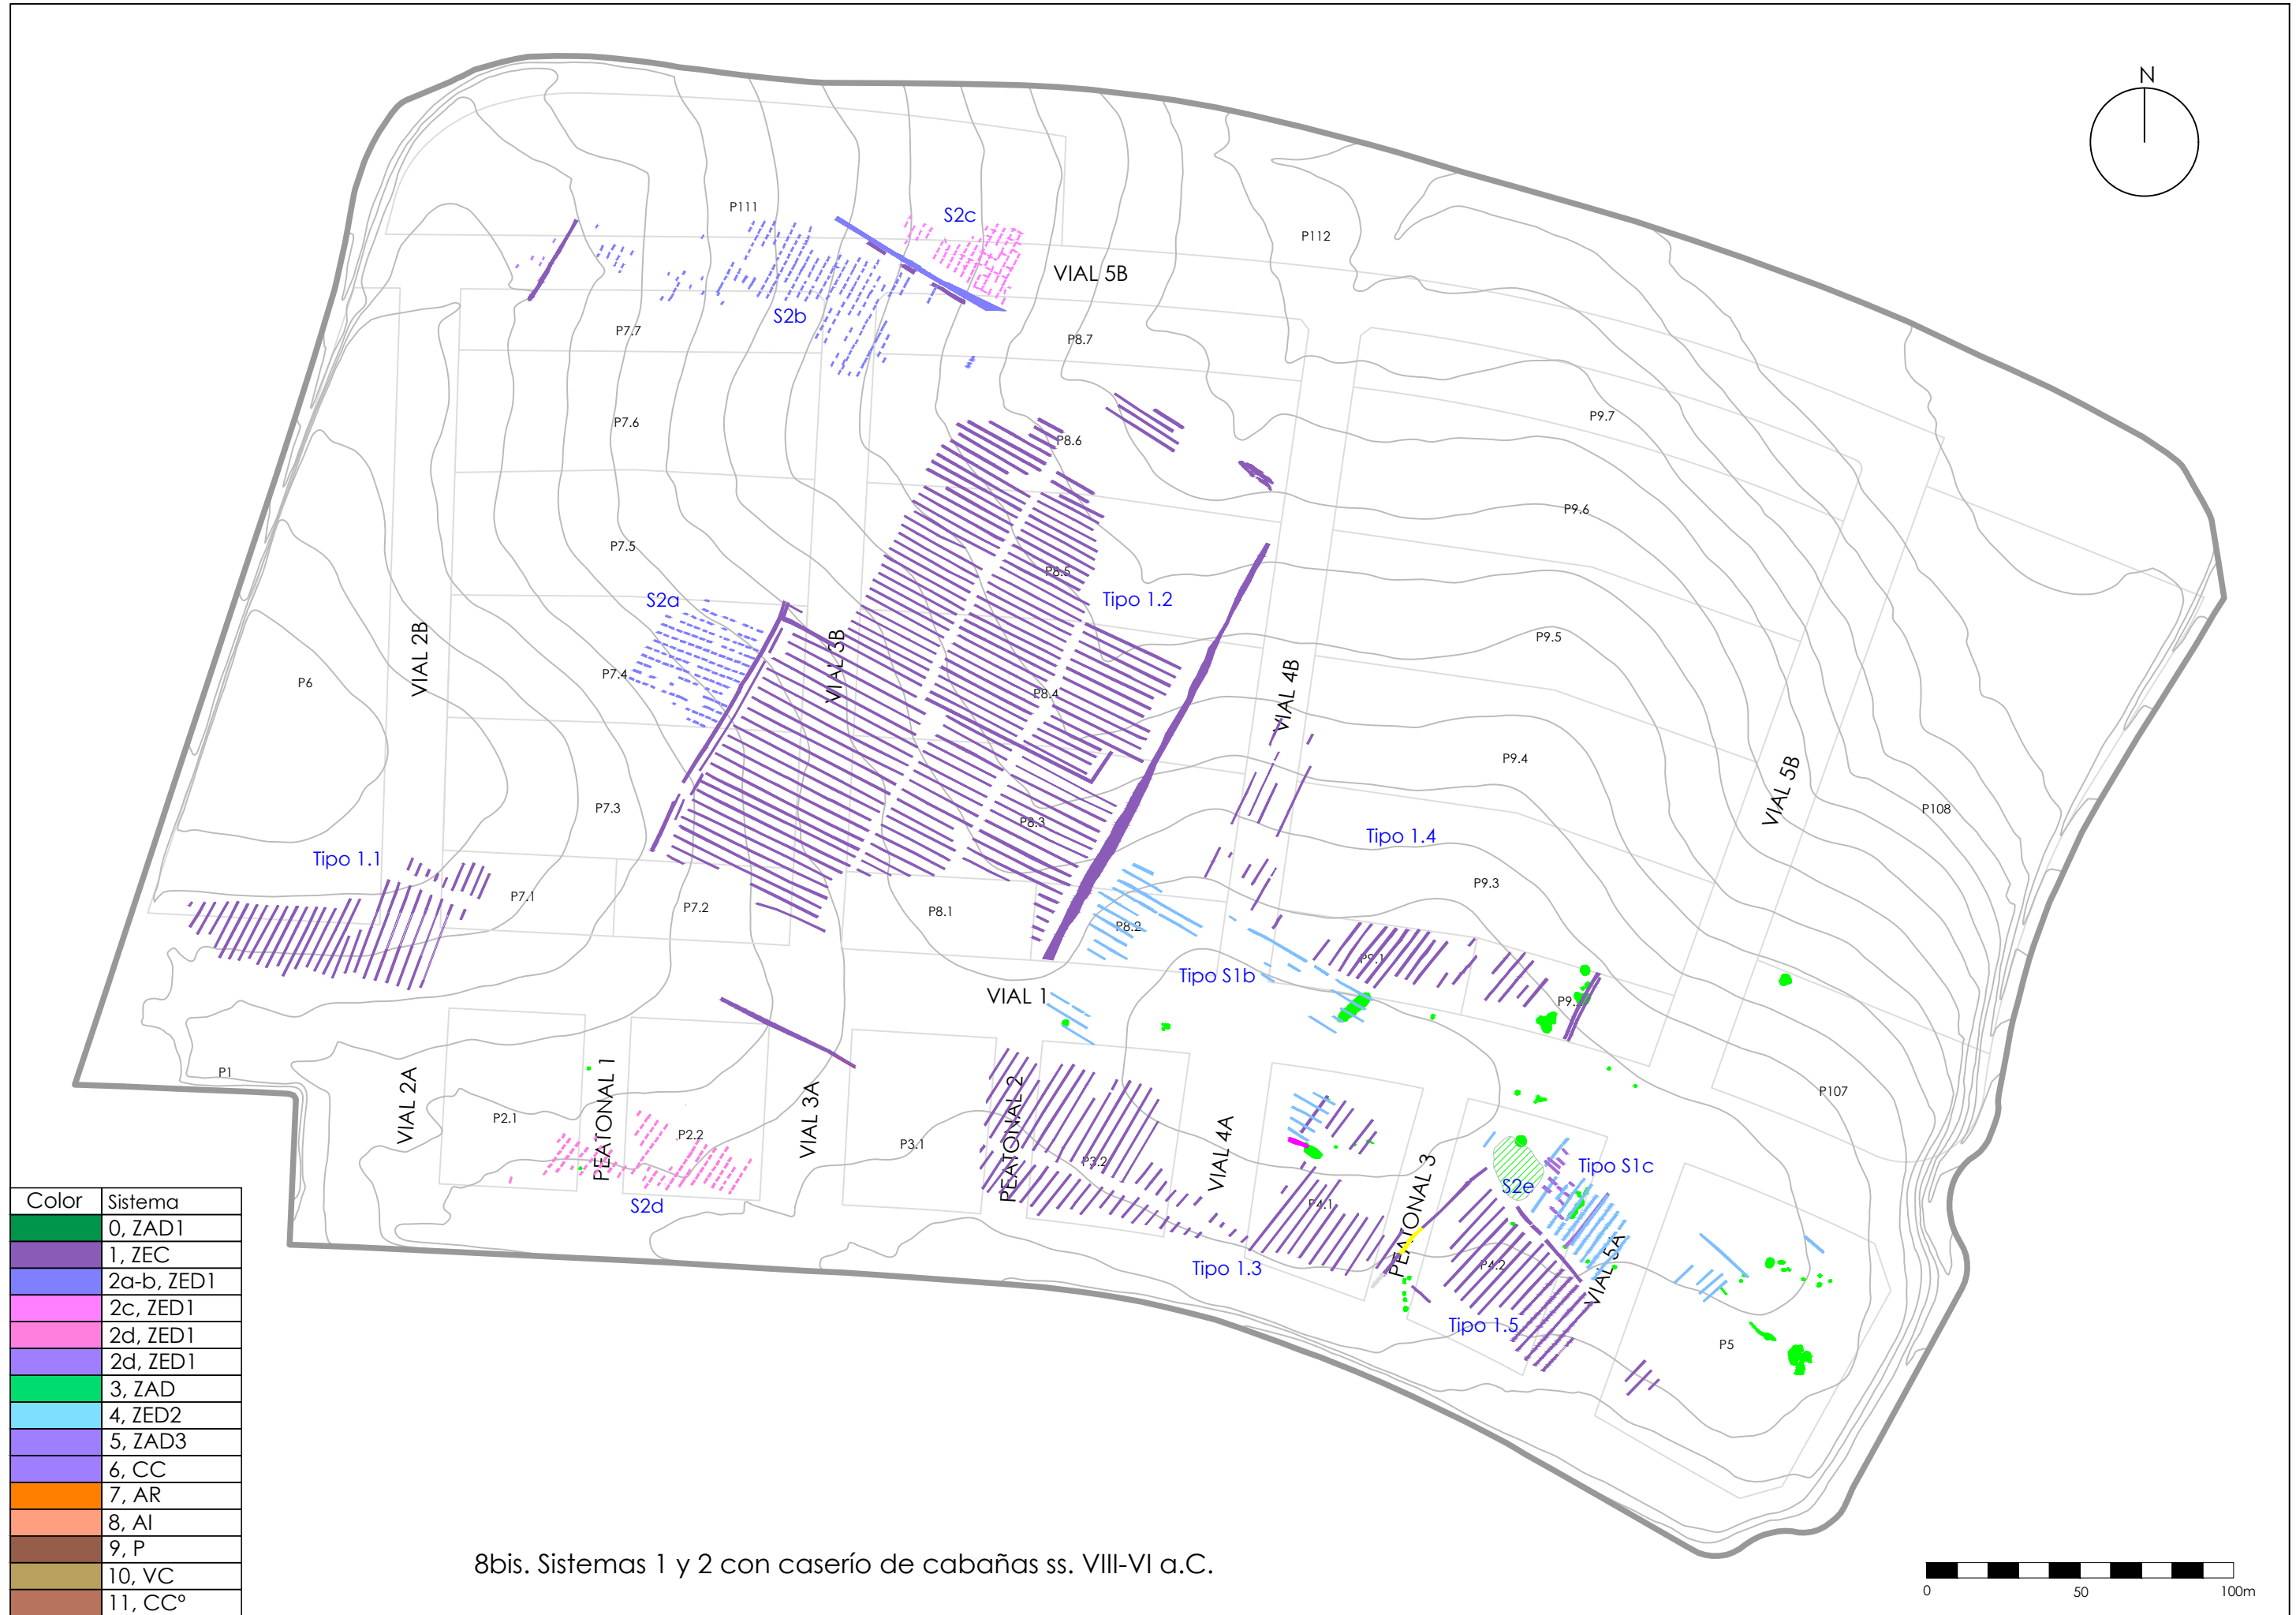 N
P111
S2c
P112
VIAL 5B
S2b
P7.7
P8.7
P9.7
P7.6
P8.6
P9.6
P7.5
P8.5
S2a
Tipo 1.2
P9.5
VIAL 2B
VIAL 3B
VIAL 4B
P6
P7.4
P8.4
P9.4
VIAL 5B
P7.3
P8.3
P108
Tipo 1.4
Tipo 1.1
P7.1
P7.2
P8.1
P8.2
P9.3
P9.1
Tipo S1b
VIAL 1
P1
P107
VIAL 2A
P2.1
PEATONAL 1
P2.2
VIAL 3A
P3.1
PEATONAL 2
P3.2
VIAL 4A
PEATONAL 3
Tipo S1c
S2e
S2d
P4.1
P4.2
VIAL 5A
Tipo 1.3
Tipo 1.5
P5
Color Sistema
0, ZAD1
1, ZEC
2a-b, ZED1
2c, ZED1
2d, ZED1
2d, ZED1
3, ZAD
4, ZED2
5, ZAD3
6, CC
7, AR
8, AI
9, P
10, VC
11, CCº
8bis. Sistemas 1 y 2 con caserío de cabañas ss. VIII-VI a.C.
0 50 100m